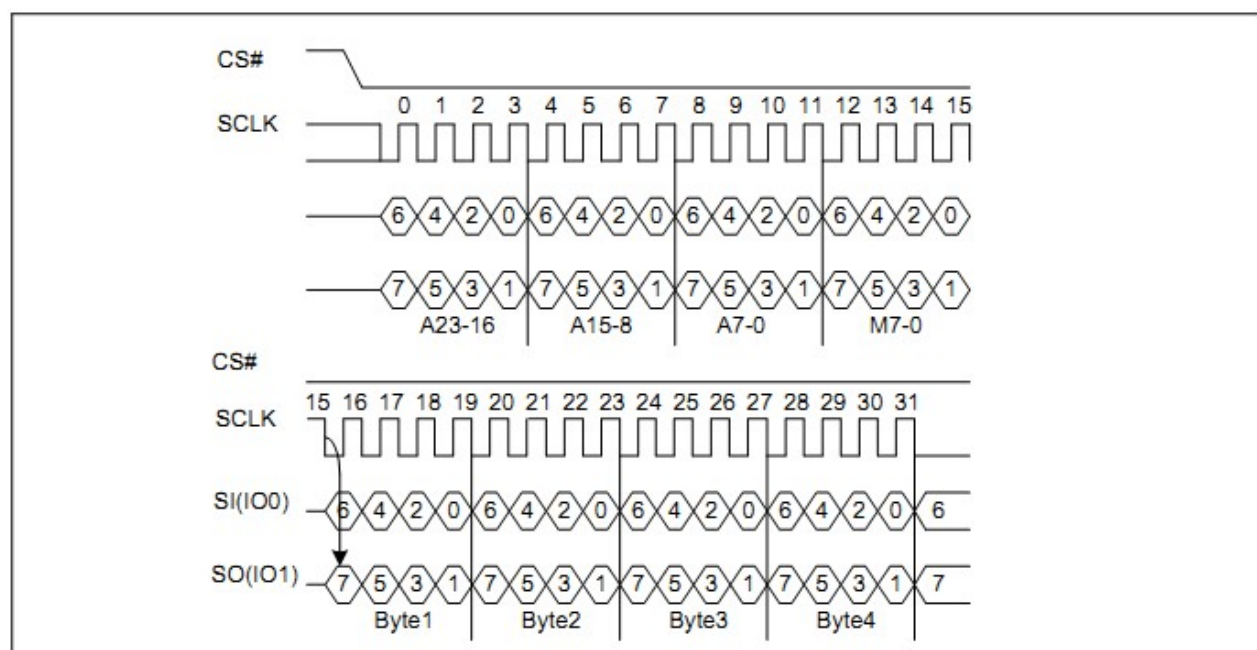 CS#
0 1 2 3 4 5 6 7 8 9 10 11 12 13 14 15
SCLK
6 4 2 0 6 4 2 0 6 4 2 0 6 4 2 0
7 5 3 1 7 5 3 1 7 5 3 1 7 5 3 1
A23-16 A15-8 A7-0 M7-0
CS#
15 16 17 18 19 20 21 22 23 24 25 26 27 28 29 30 31
SCLK
SI(IO0) 6 4 2 0 6 4 2 0 6 4 2 0 6 4 2 0 6
SO(IO1) 7 5 3 1 7 5 3 1 7 5 3 1 7 5 3 1 7
Byte1 Byte2 Byte3 Byte4